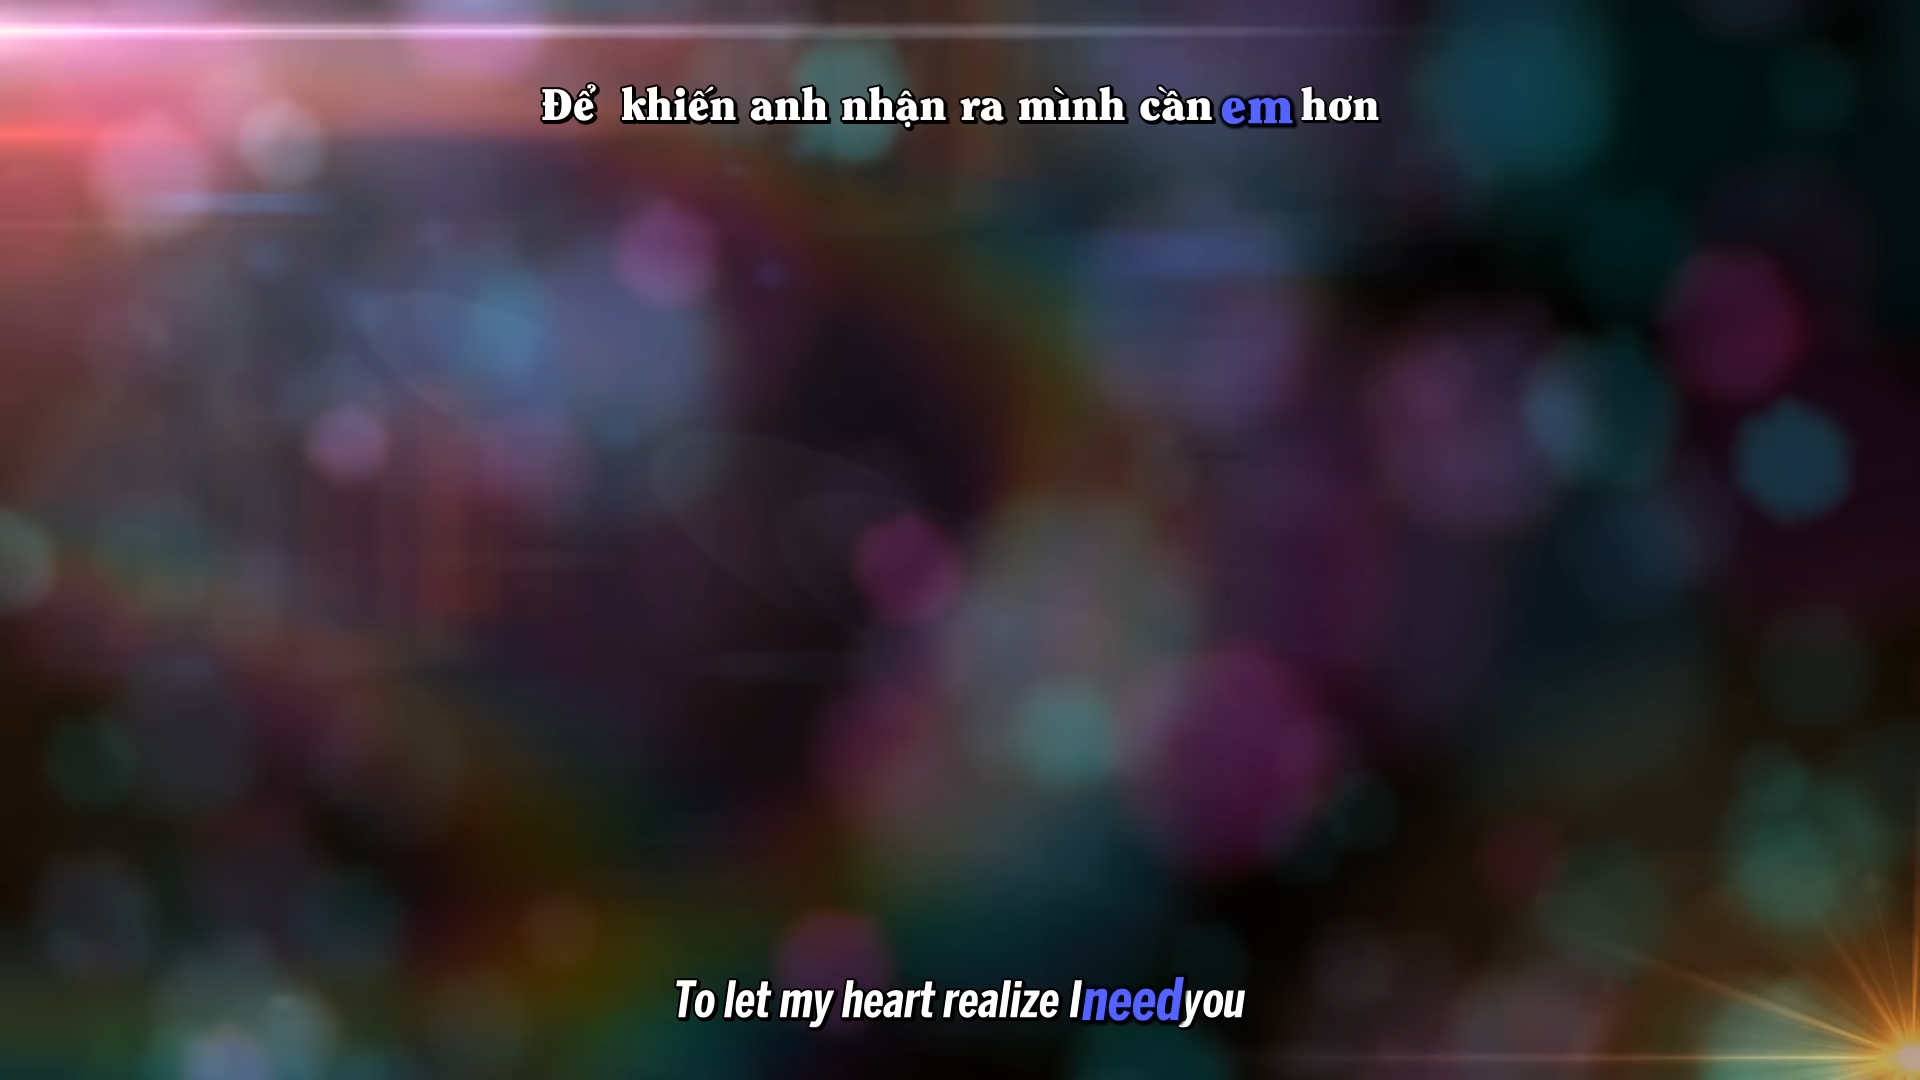 Để khiến anh nhận ra mình cần em hơn
To let my heart realize I need you